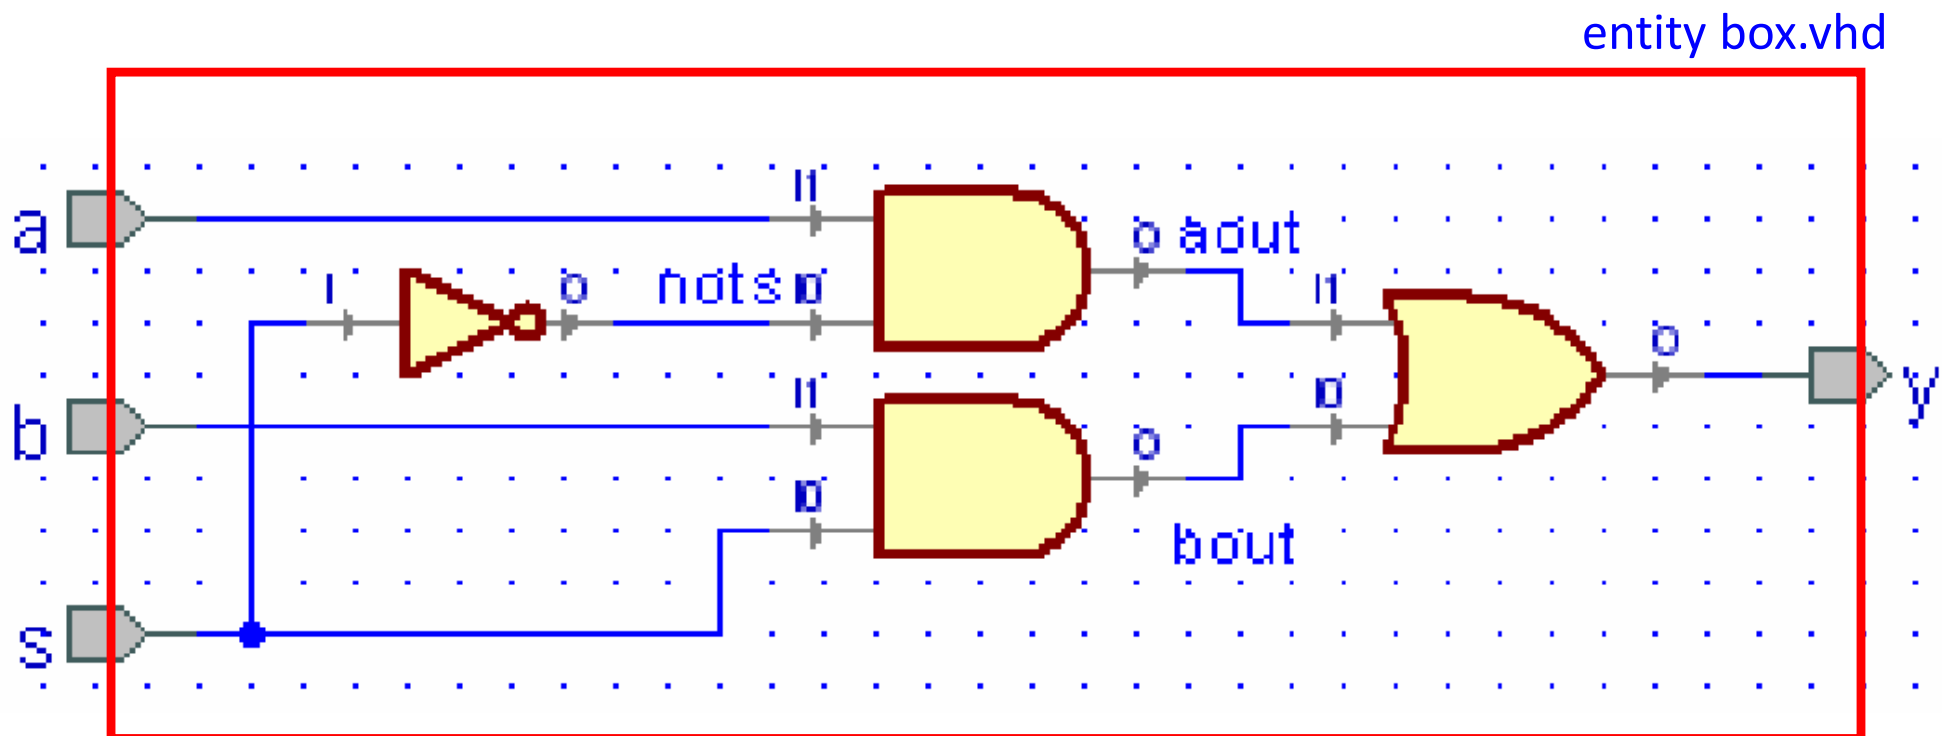 entity box.vhd
I1
a
O aout
I O nots I0
I1
O
I1
b
I0
O
y
I0
bout
s